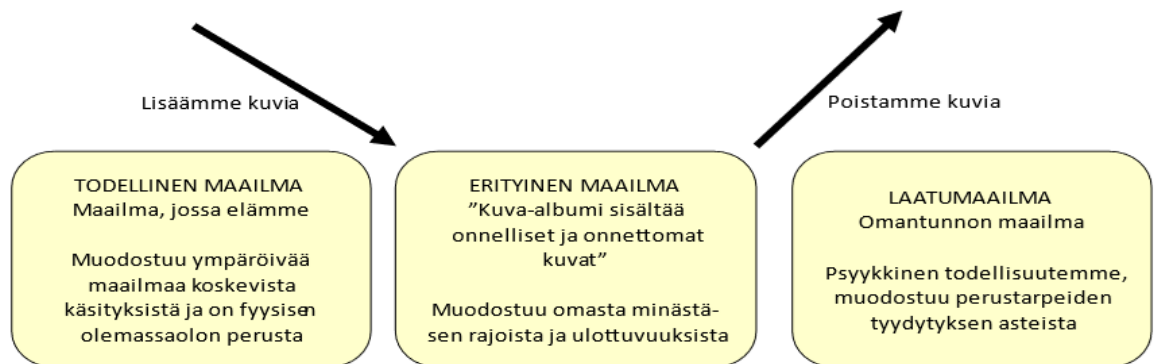 Lisäämme kuvia
Poistamme kuvia
TODELLINEN MAAILMA
Maailma, jossa elämme
Muodostuu ympäröivää
maailmaa koskevista
käsityksistä ja on fyysisen
olemassaolon perusta
ERITYINEN MAAILMA
”Kuva-albumi sisältää
onnelliset ja onnettomat
kuvat”
Muodostuu omasta minästä-
sen rajoista ja ulottuvuuksista
LAATUMAAILMA
Omantunnon maailma
Psyykkinen todellisuutemme,
muodostuu perustarpeiden
tyydytyksen asteista